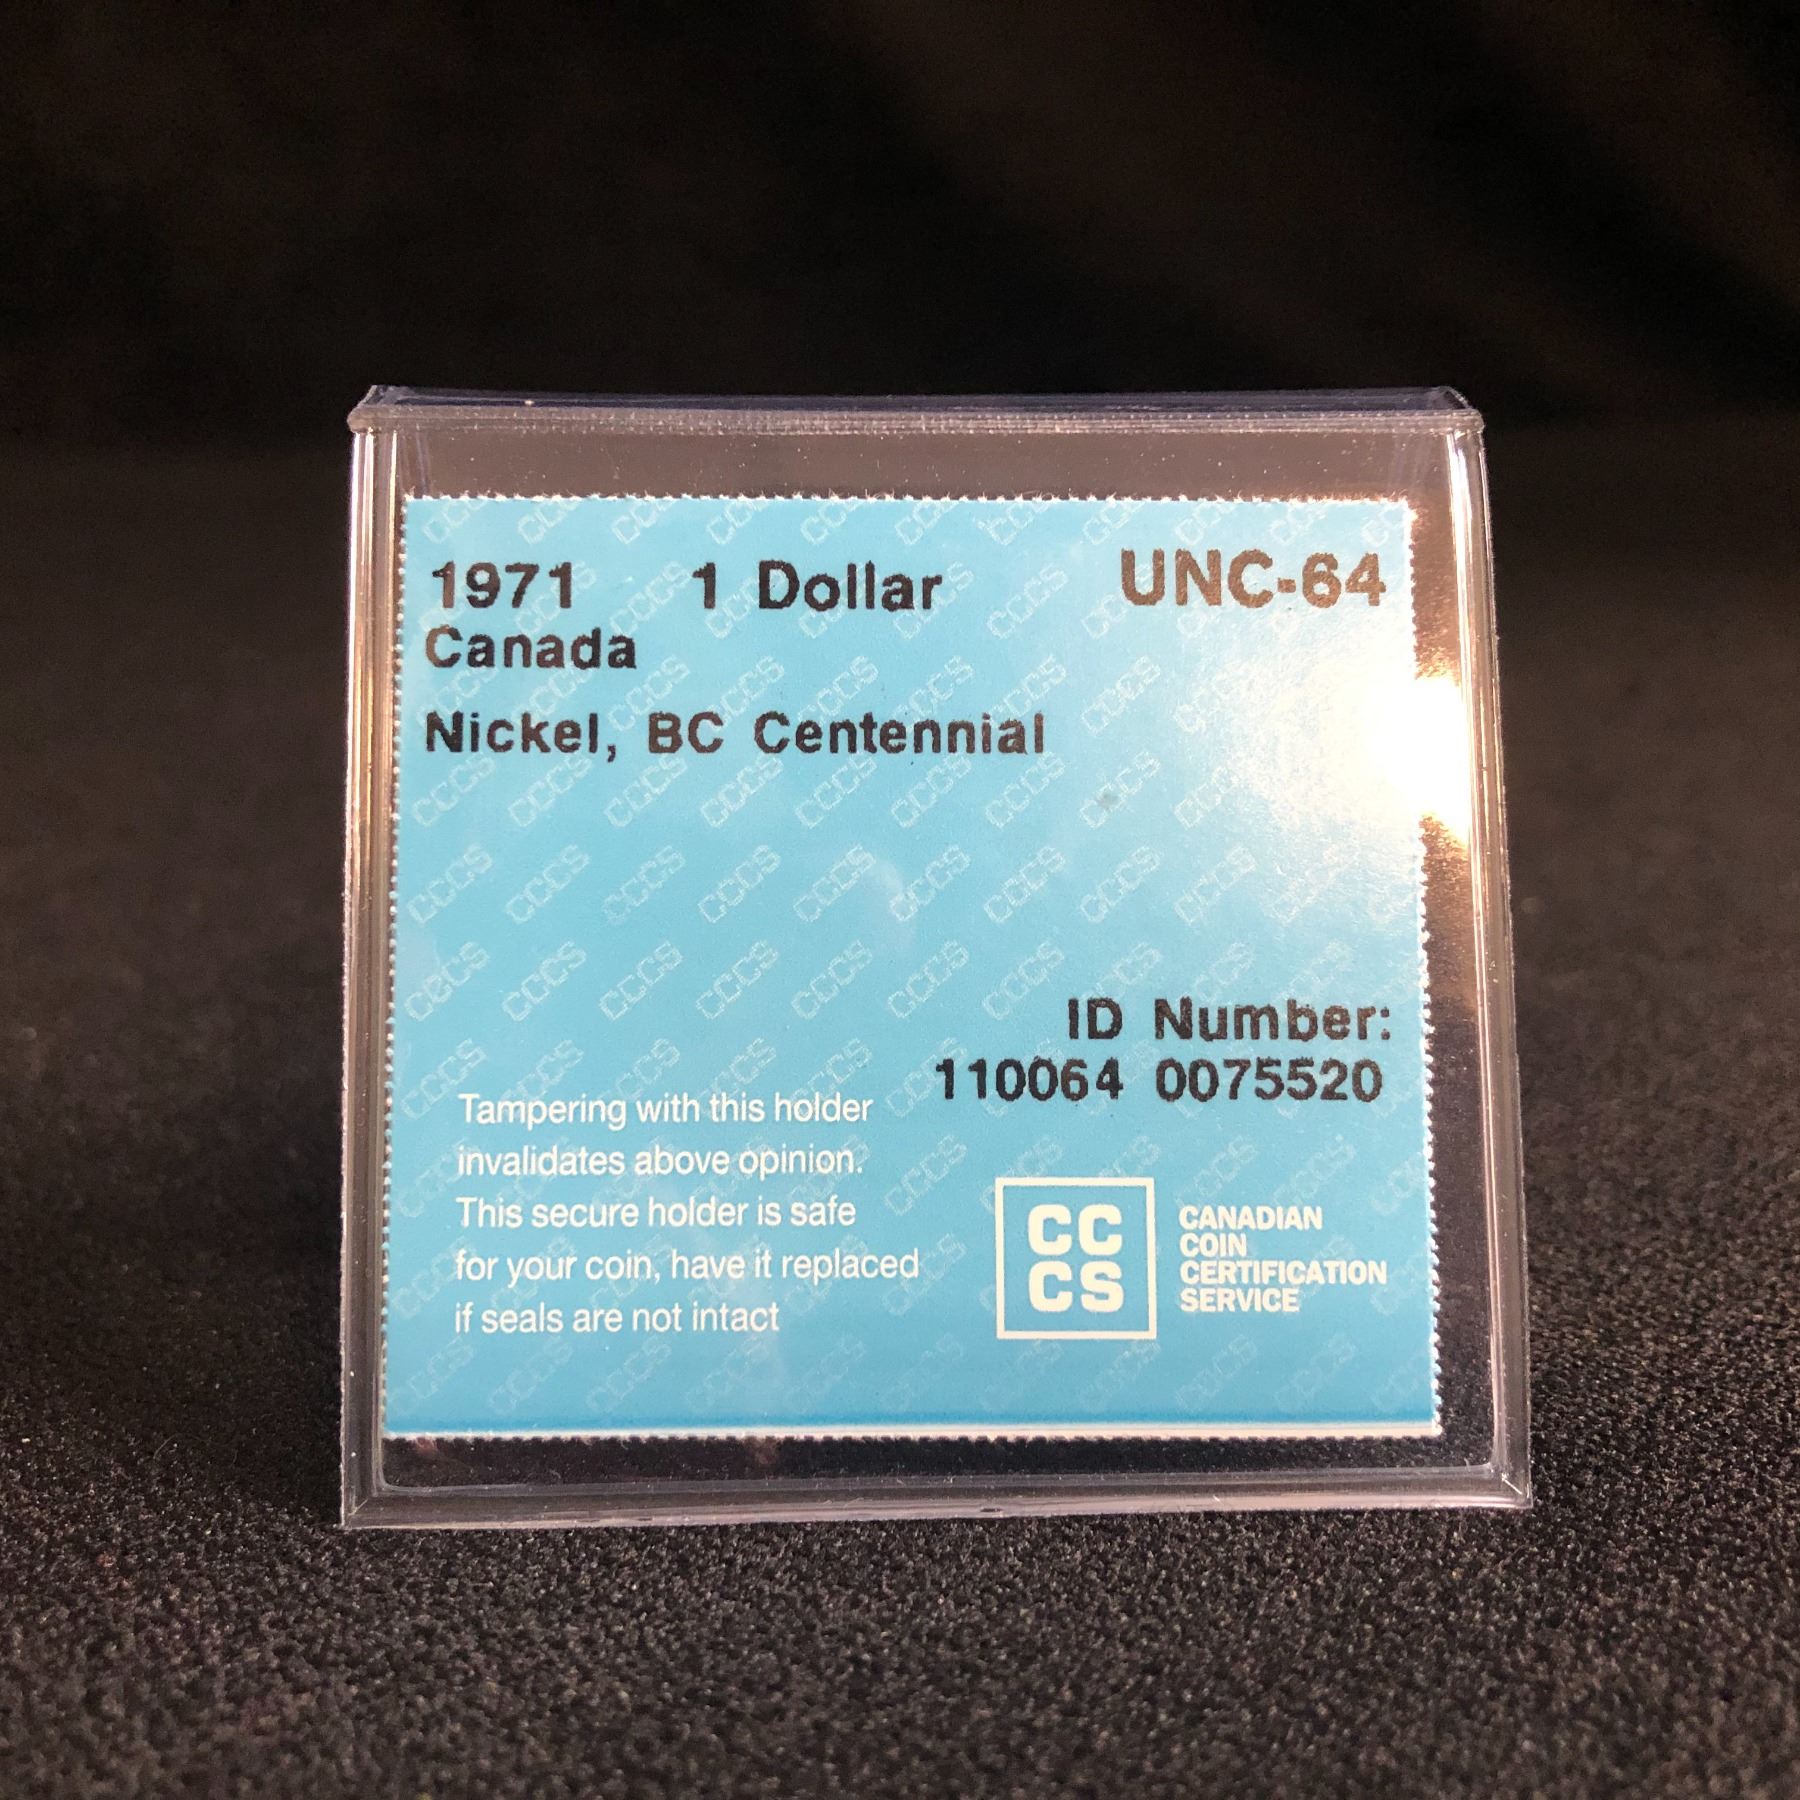 1971 1 Dollar UNC-64
Canada
Nickel, BC Centennial
ID Number:
110064 0075520
Tampering with this holder
invalidates above opinion.
This secure holder is safe
for your coin, have it replaced
if seals are not intact
CC
CS
CANADIAN
COIN
CERTIFICATION
SERVICE